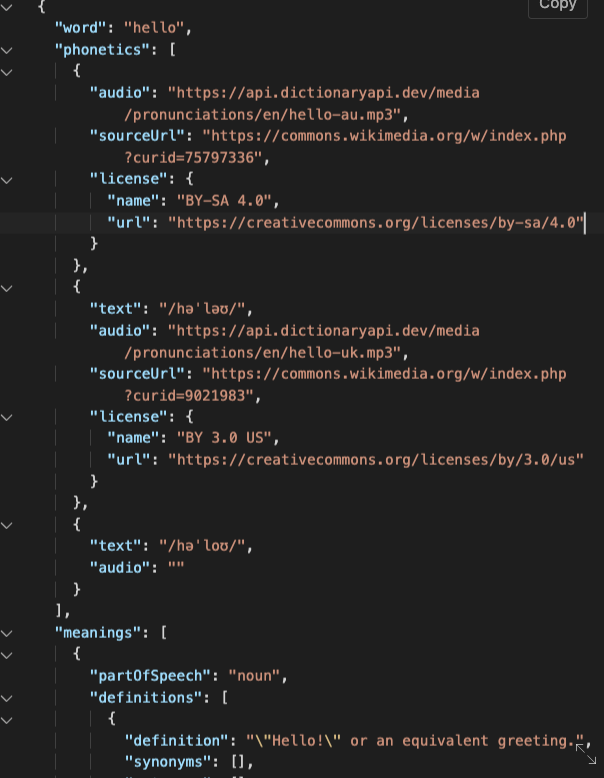 Copy
{
"word": "hello",
"phonetics": [
{
"audio": "https://api.dictionaryapi.dev/media
/pronunciations/en/hello-au.mp3",
"sourceUrl": "https://commons.wikimedia.org/w/index.php
?curid=75797336",
"license": {
"name": "BY-SA 4.0",
"url": "https://creativecommons.org/licenses/by-sa/4.0"
}
},
{
"text": "/həˈləʊ/",
"audio": "https://api.dictionaryapi.dev/media
/pronunciations/en/hello-uk.mp3",
"sourceUrl": "https://commons.wikimedia.org/w/index.php
?curid=9021983",
"license": {
"name": "BY 3.0 US",
"url": "https://creativecommons.org/licenses/by/3.0/us"
}
},
{
"text": "/həˈloʊ/",
"audio": ""
}
],
"meanings": [
{
"partOfSpeech": "noun",
"definitions": [
{
"definition": "\"Hello!\" or an equivalent greeting.",
"synonyms": [],